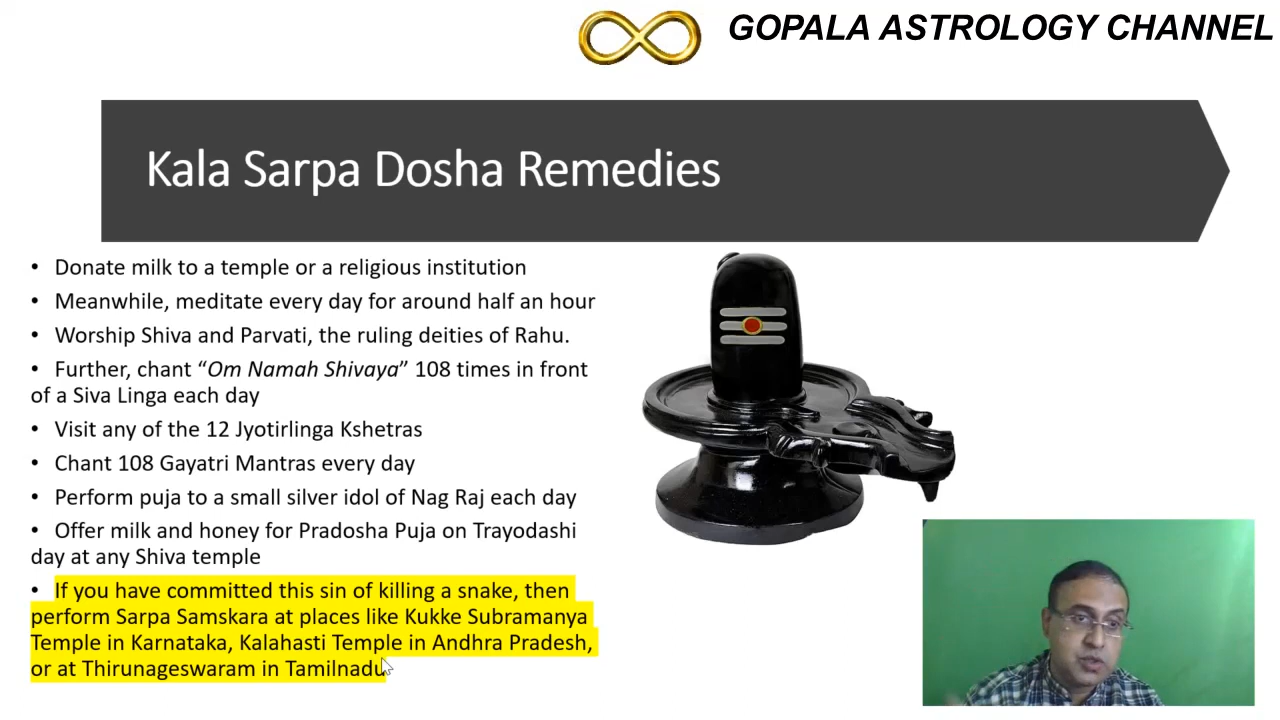 GOPALA ASTROLOGY CHANNEL
Kala Sarpa Dosha Remedies
• Donate milk to a temple or a religious institution
• Meanwhile, meditate every day for around half an hour
• Worship Shiva and Parvati, the ruling deities of Rahu.
• Further, chant “Om Namah Shivaya” 108 times in front
of a Siva Linga each day
• Visit any of the 12 Jyotirlinga Kshetras
• Chant 108 Gayatri Mantras every day
• Perform puja to a small silver idol of Nag Raj each day
• Offer milk and honey for Pradosha Puja on Trayodashi
day at any Shiva temple
• If you have committed this sin of killing a snake, then
perform Sarpa Samskara at places like Kukke Subramanya
Temple in Karnataka, Kalahasti Temple in Andhra Pradesh,
or at Thirunageswaram in Tamilnadu